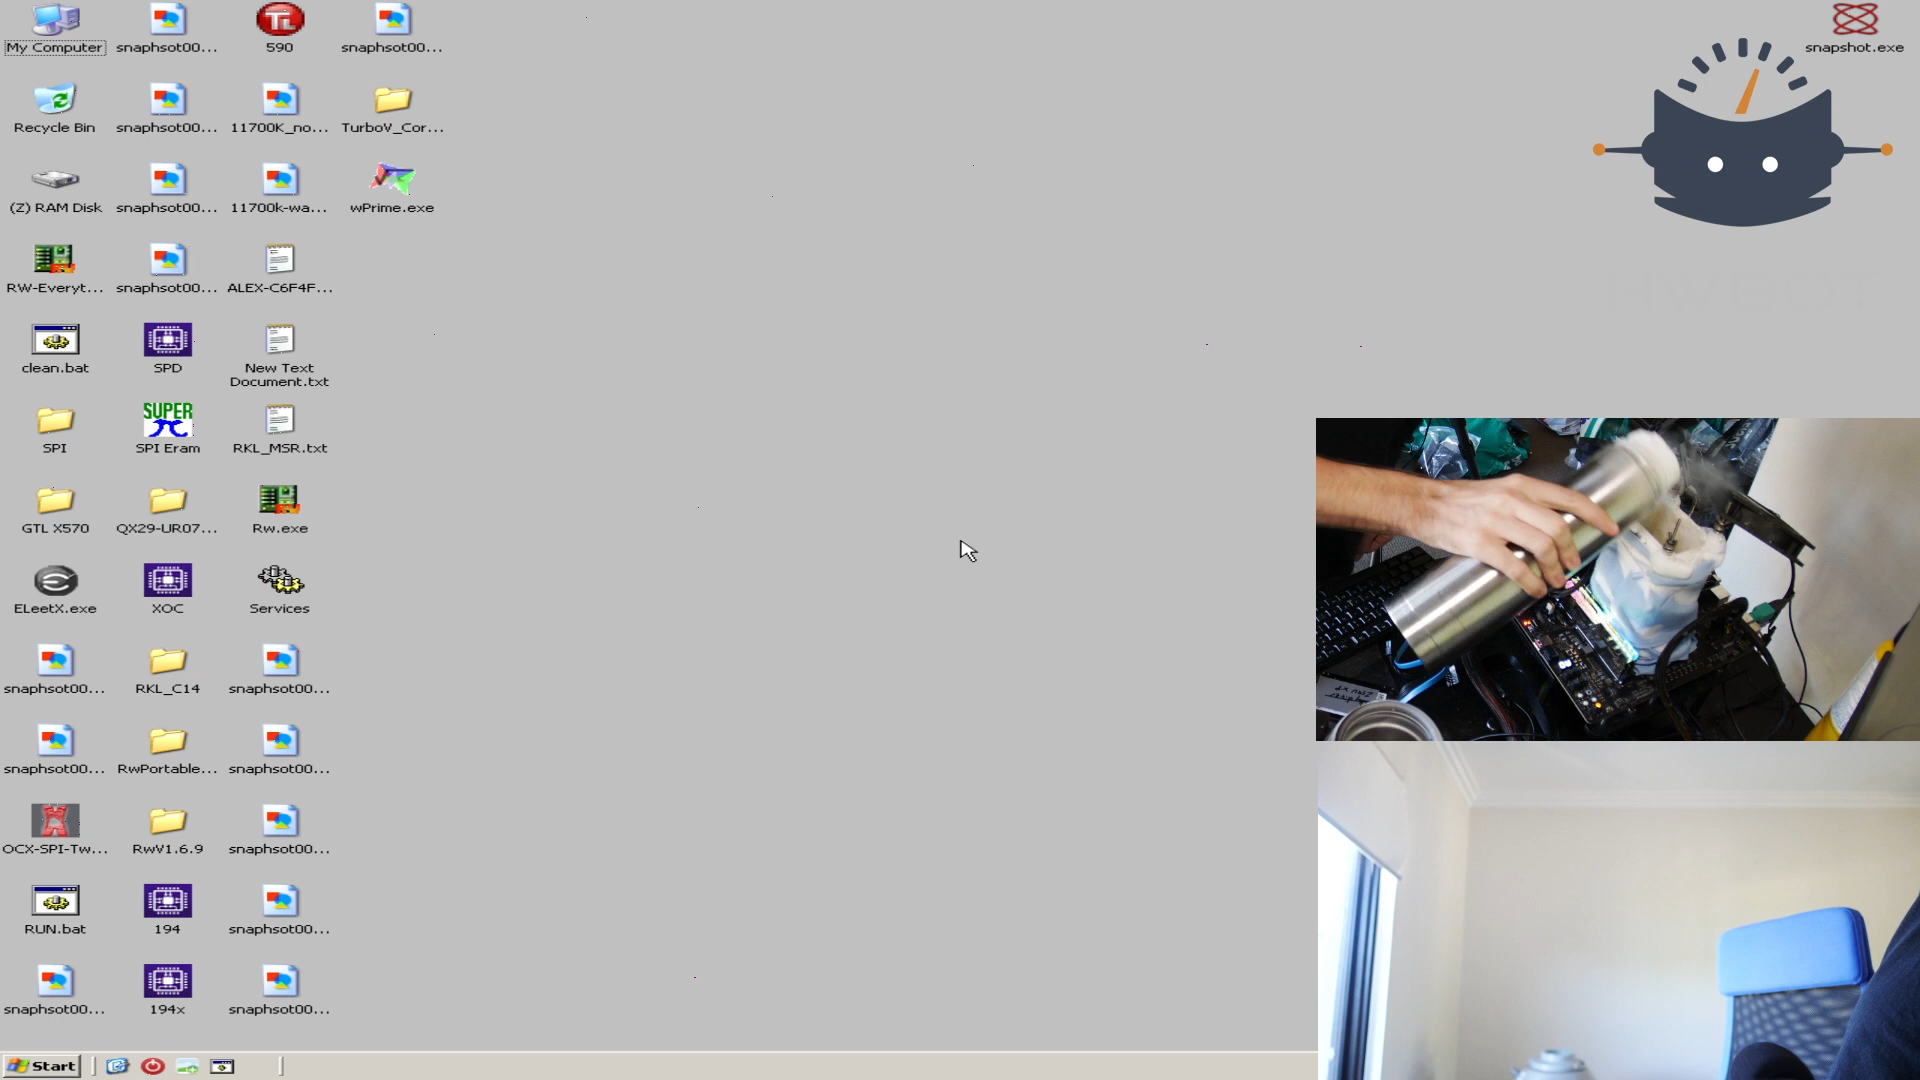 My Computer
snaphsot00...
590
snaphsot00...
snapshot.exe
Recycle Bin
snaphsot00...
11700K_no...
TurboV_Cor...
(Z) RAM Disk
snaphsot00...
11700k-wa...
wPrime.exe
RW-Everyt...
snaphsot00...
ALEX-C6F4F...
clean.bat
SPD
New Text
Document.txt
SUPER
SPI
SPI Eram
RKL_MSR.txt
GTL X570
QX29-UR07...
Rw.exe
ELeetX.exe
XOC
Services
snaphsot00...
RKL_C14
snaphsot00...
snaphsot00...
RwPortable...
snaphsot00...
OCX-SPI-Tw...
RwV1.6.9
snaphsot00...
RUN.bat
194
snaphsot00...
snaphsot00...
194x
snaphsot00...
Start